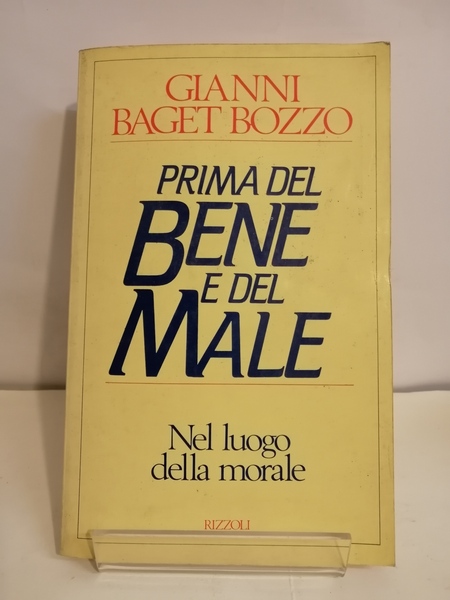 GIANNI
BAGET BOZZO
PRIMA DEL
BENE
E DEL
MALE
Nel luogo
della morale
RIZZOLI